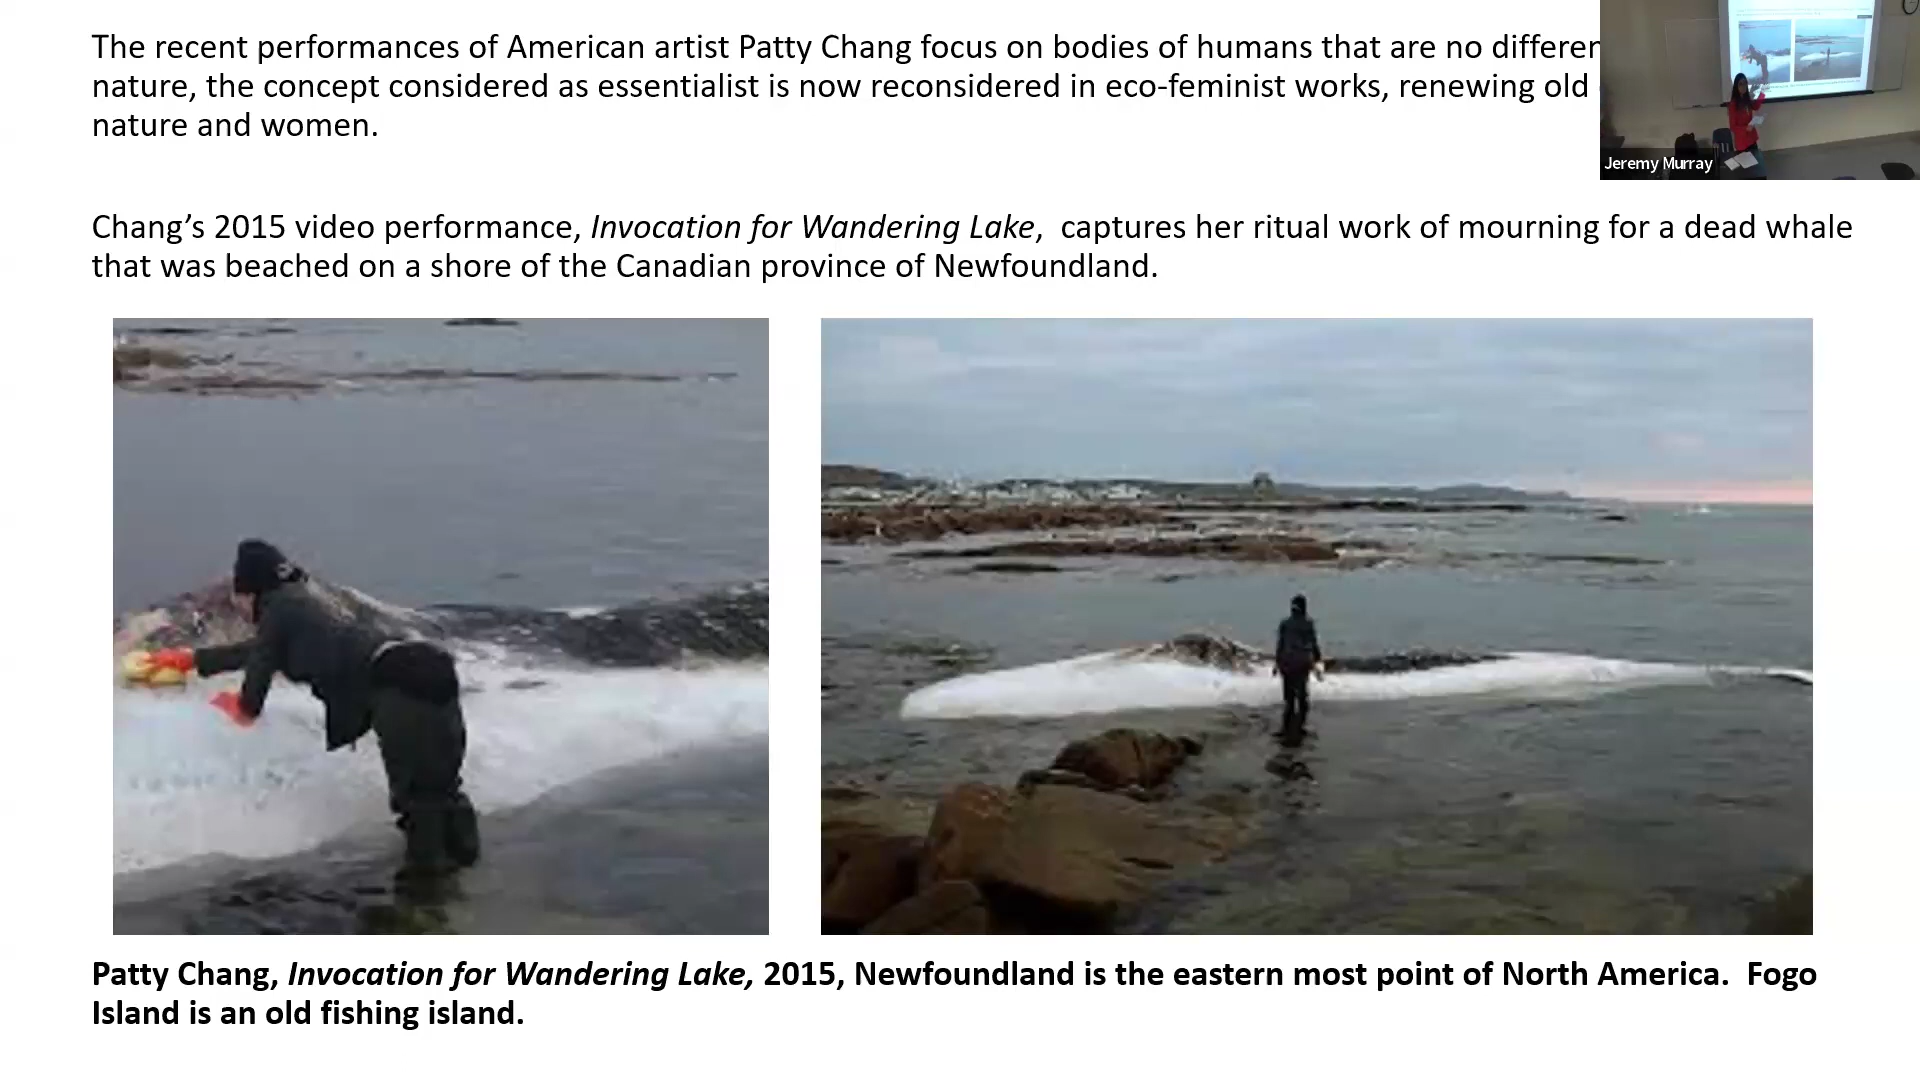 The recent performances of American artist Patty Chang focus on bodies of humans that are no differen
nature, the concept considered as essentialist is now reconsidered in eco-feminist works, renewing old
nature and women.
Jeremy Murray
Chang’s 2015 video performance, Invocation for Wandering Lake,  captures her ritual work of mourning for a dead whale
that was beached on a shore of the Canadian province of Newfoundland.
Patty Chang, Invocation for Wandering Lake, 2015, Newfoundland is the eastern most point of North America.  Fogo
Island is an old fishing island.